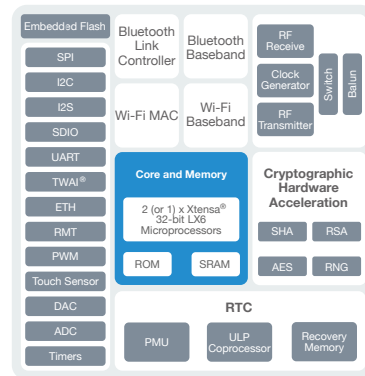 Embedded Flash
SPI
I2C
I2S
SDIO
UART
TWAI®
ETH
RMT
PWM
Touch Sensor
DAC
ADC
Timers
Bluetooth
Link
Controller
Bluetooth
Baseband
Wi-Fi MAC
Wi-Fi
Baseband
RF
Receive
Clock
Generator
RF
Transmitter
Switch
Balun
Core and Memory
2 (or 1) x Xtensa®
32-bit LX6
Microprocessors
ROM
SRAM
Cryptographic
Hardware
Acceleration
SHA
RSA
AES
RNG
RTC
PMU
ULP
Coprocessor
Recovery
Memory